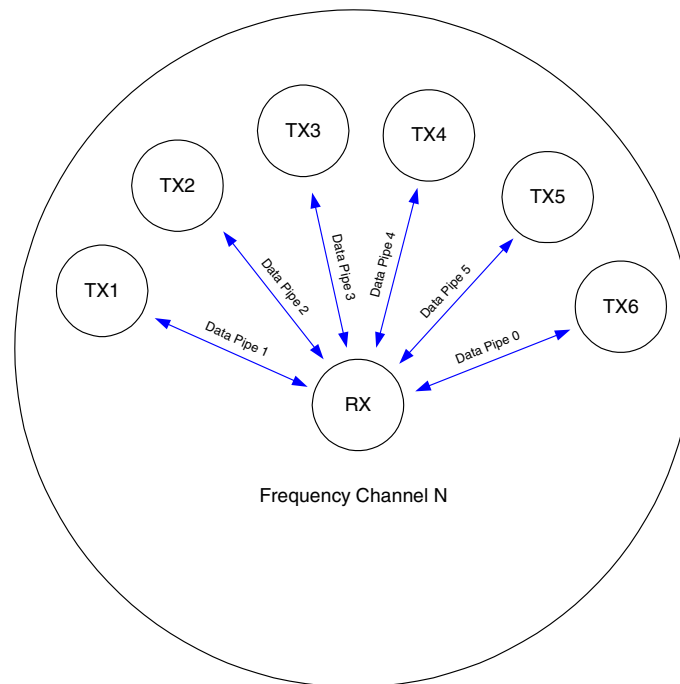 TX3
TX4
TX2
TX5
TX1
TX6
Data Pipe 1
Data Pipe 2
Data Pipe 3
Data Pipe 4
Data Pipe 5
Data Pipe 0
RX
Frequency Channel N